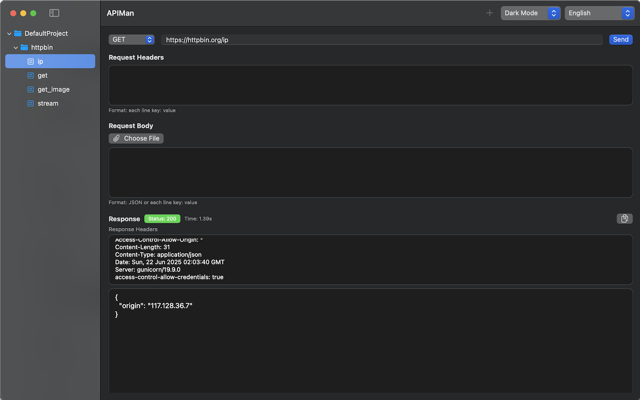 APIMan
Dark Mode
English
DefaultProject
httpbin
ip
get
get_image
stream
GET
https://httpbin.org/ip
Send
Request Headers
Format: each line key: value
Request Body
Choose File
Format: JSON or each line key: value
Response
Status: 200
Time: 1.39s
Response Headers
Access-Control-Allow-Origin: *
Content-Length: 31
Content-Type: application/json
Date: Sun, 22 Jun 2025 02:03:40 GMT
Server: gunicorn/19.9.0
access-control-allow-credentials: true
{
"origin": "117.128.36.7"
}